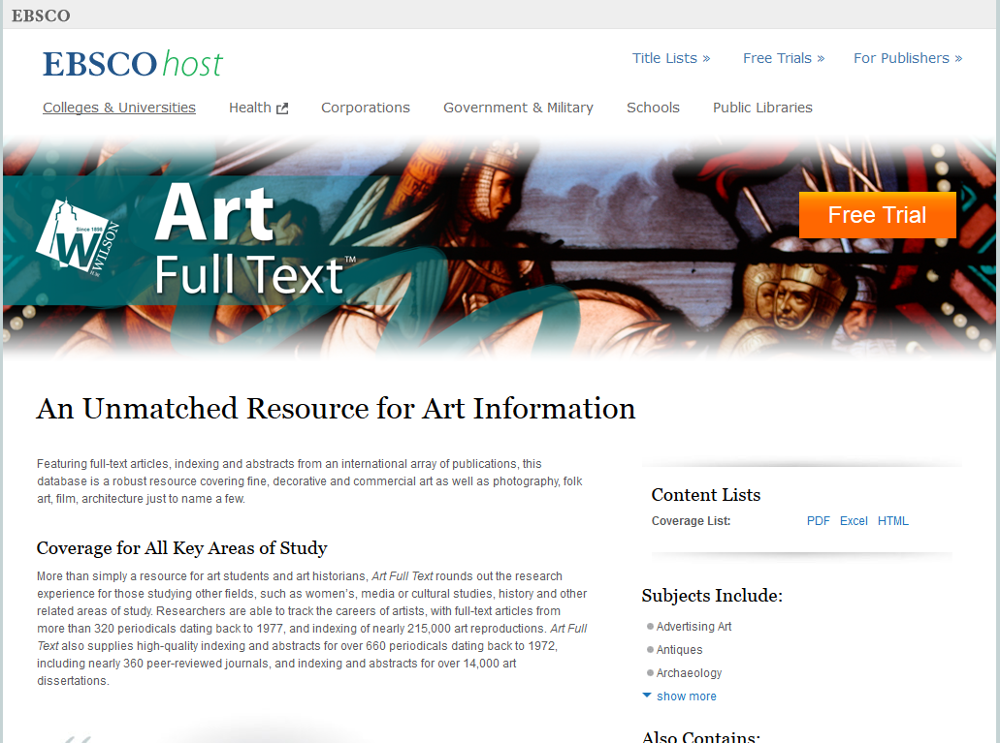 EBSCO
EBSCO host
Title Lists »
Free Trials »
For Publishers »
Colleges & Universities
Health
Corporations
Government & Military
Schools
Public Libraries
Since 1898
W
H.W. WILSON
Art
Full Text™
Free Trial
An Unmatched Resource for Art Information
Featuring full-text articles, indexing and abstracts from an international array of publications, this
database is a robust resource covering fine, decorative and commercial art as well as photography, folk
art, film, architecture just to name a few.
Coverage for All Key Areas of Study
More than simply a resource for art students and art historians, Art Full Text rounds out the research
experience for those studying other fields, such as women's, media or cultural studies, history and other
related areas of study. Researchers are able to track the careers of artists, with full-text articles from
more than 320 periodicals dating back to 1977, and indexing of nearly 215,000 art reproductions. Art Full
Text also supplies high-quality indexing and abstracts for over 660 periodicals dating back to 1972,
including nearly 360 peer-reviewed journals, and indexing and abstracts for over 14,000 art
dissertations.
“
Content Lists
Coverage List: PDF Excel HTML
Subjects Include:
Advertising Art
Antiques
Archaeology
show more
Also Contains: